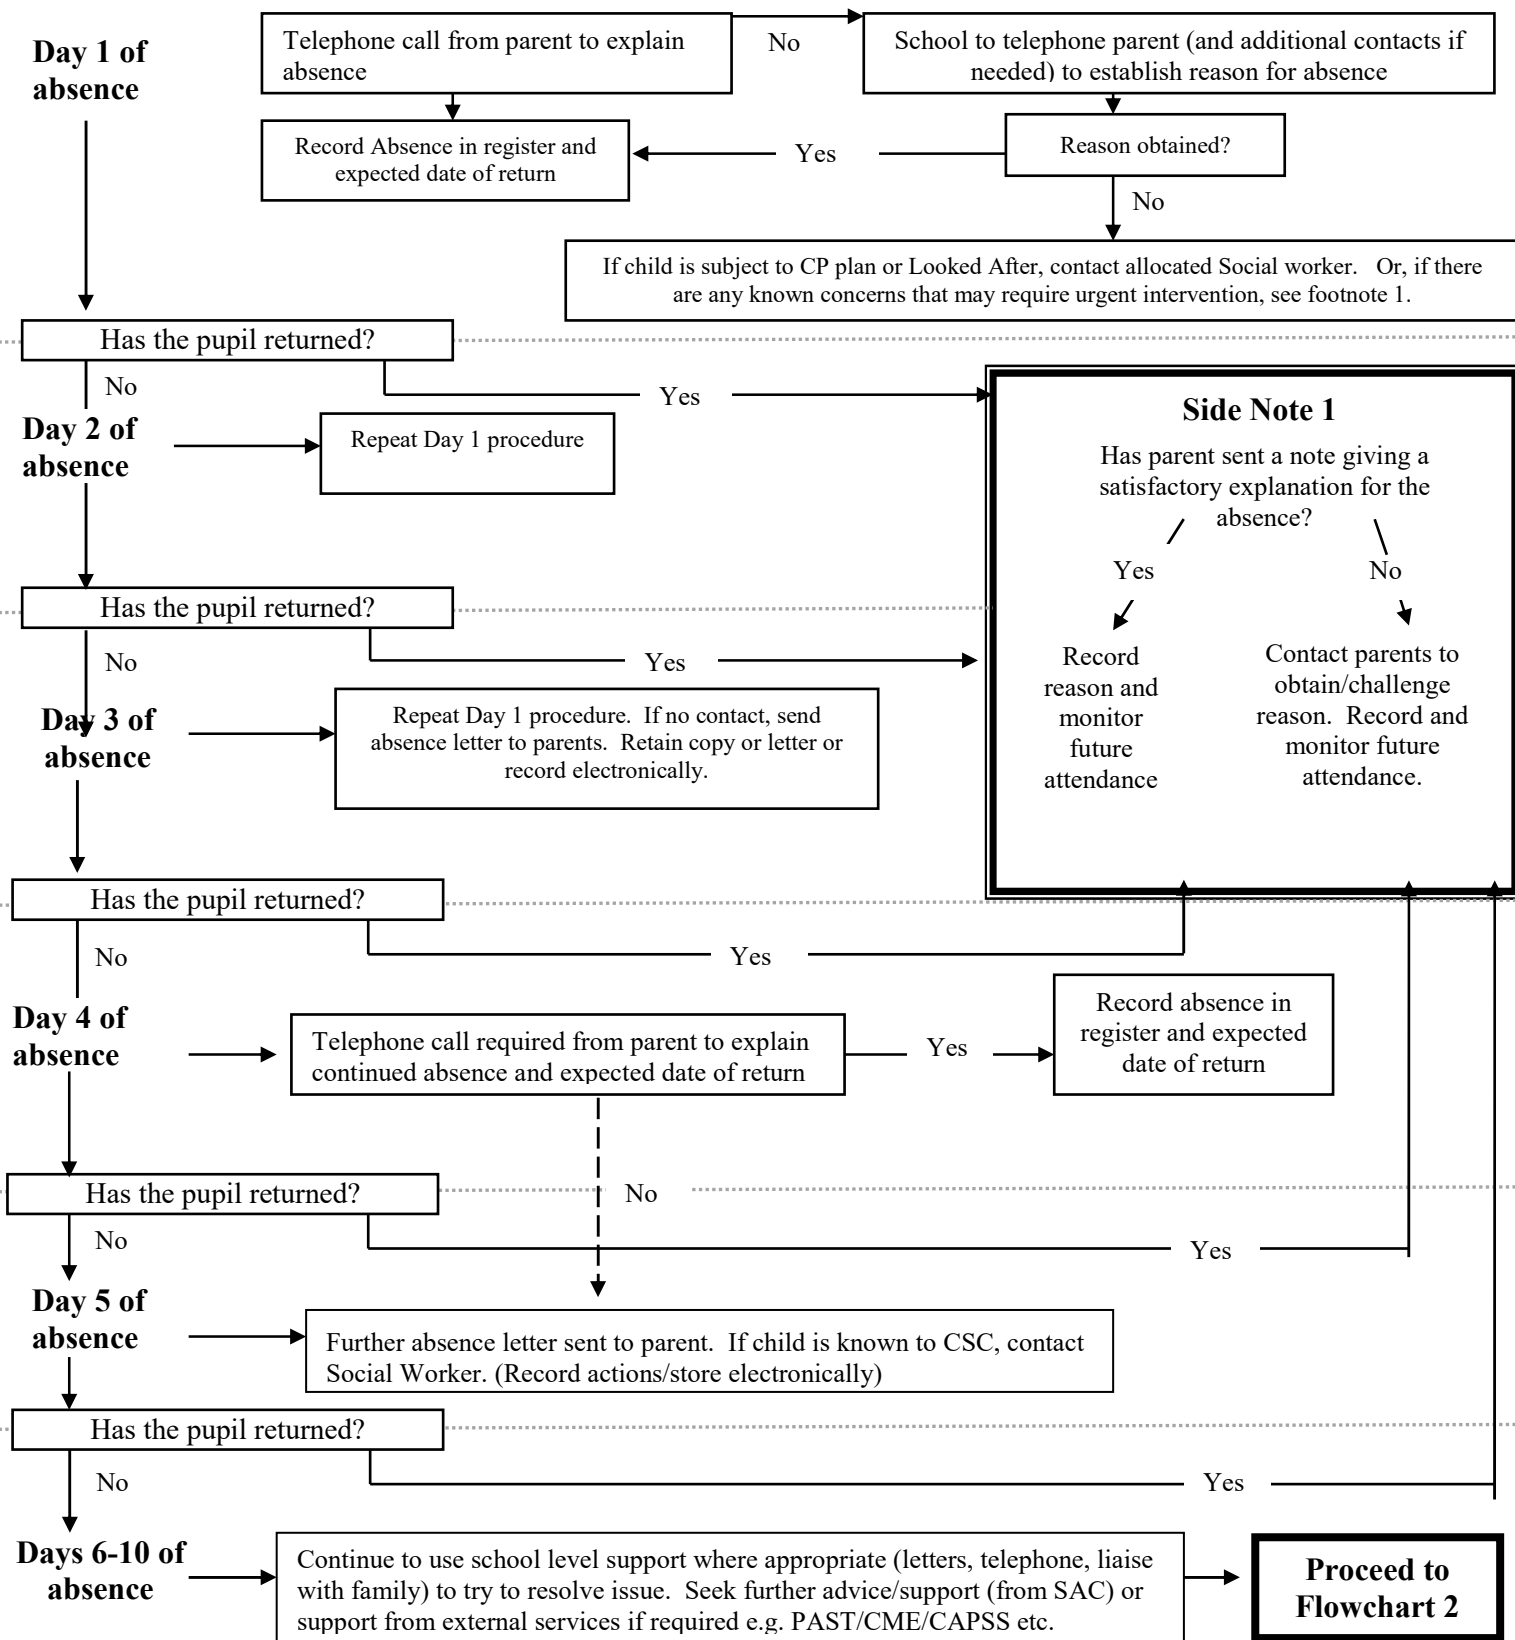 Day 1 of
absence
Telephone call from parent to explain
absence
No
School to telephone parent (and additional contacts if
needed) to establish reason for absence
Record Absence in register and
expected date of return
Yes
Reason obtained?
No
If child is subject to CP plan or Looked After, contact allocated Social worker. Or, if there
are any known concerns that may require urgent intervention, see footnote 1.
Has the pupil returned?
No
Yes
Day 2 of
absence
Repeat Day 1 procedure
Side Note 1
Has parent sent a note giving a
satisfactory explanation for the
absence?
Yes
No
Record
reason and
monitor
future
attendance
Contact parents to
obtain/challenge
reason. Record and
monitor future
attendance.
Has the pupil returned?
No
Yes
Day 3 of
absence
Repeat Day 1 procedure. If no contact, send
absence letter to parents. Retain copy or letter or
record electronically.
Has the pupil returned?
No
Yes
Day 4 of
absence
Telephone call required from parent to explain
continued absence and expected date of return
Yes
Record absence in
register and expected
date of return
No
Has the pupil returned?
No
Yes
Day 5 of
absence
Further absence letter sent to parent. If child is known to CSC, contact
Social Worker. (Record actions/store electronically)
Has the pupil returned?
No
Yes
Days 6-10 of
absence
Continue to use school level support where appropriate (letters, telephone, liaise
with family) to try to resolve issue. Seek further advice/support (from SAC) or
support from external services if required e.g. PAST/CME/CAPSS etc.
Proceed to
Flowchart 2